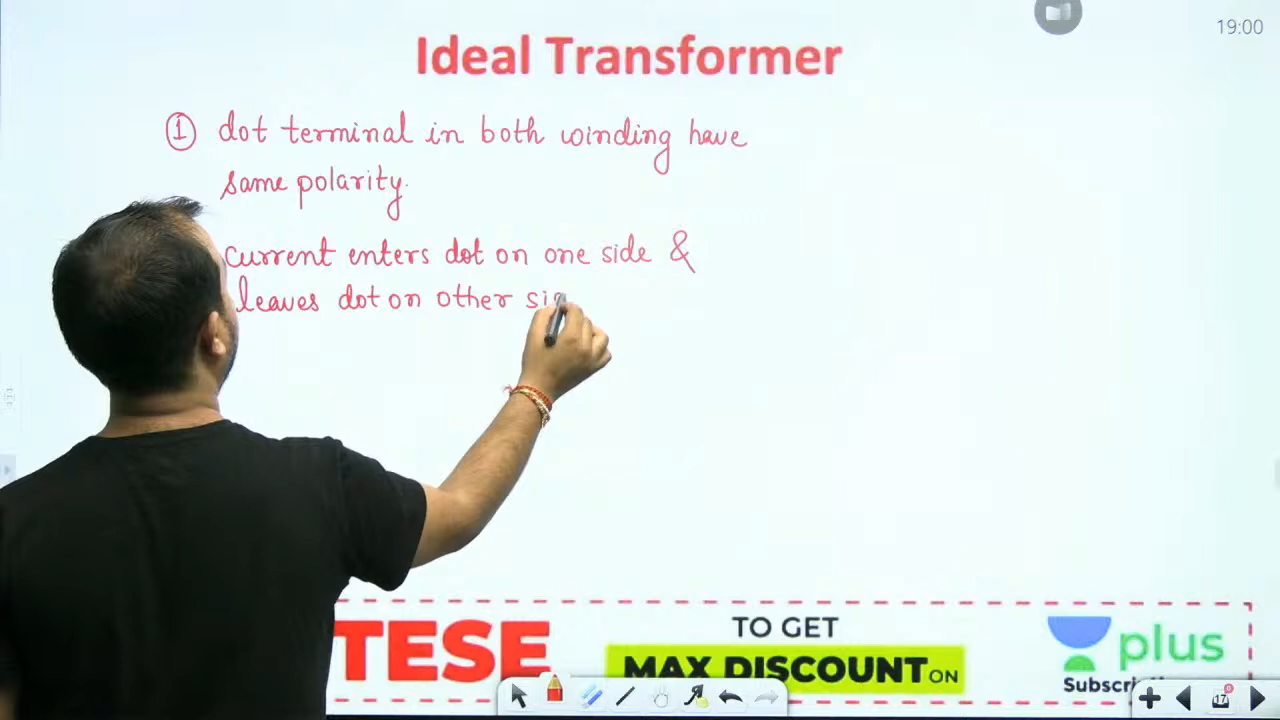 19:00
Ideal Transformer
① dot terminal in both winding have
same polarity.
current enters dot on one side &
leaves dot on other
TESE
TO GET
MAX DISCOUNT ON
plus
17